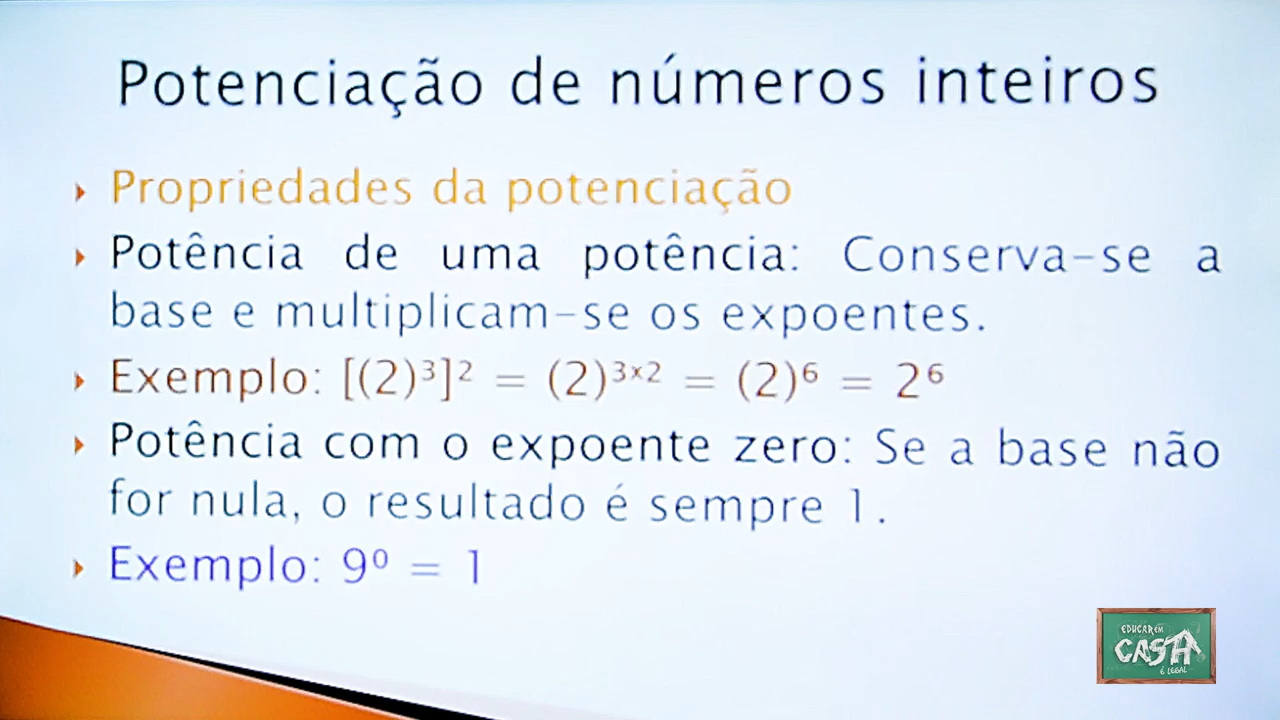 Potenciação de números inteiros
Propriedades da potenciação
Potência de uma potência: Conserva-se a
base e multiplicam-se os expoentes.
Exemplo: [(2)³]² = (2)³ˣ² = (2)⁶ = 2⁶
Potência com o expoente zero: Se a base não
for nula, o resultado é sempre 1.
Exemplo: 9⁰ = 1
EDUCAR EM
CASA
É LEGAL